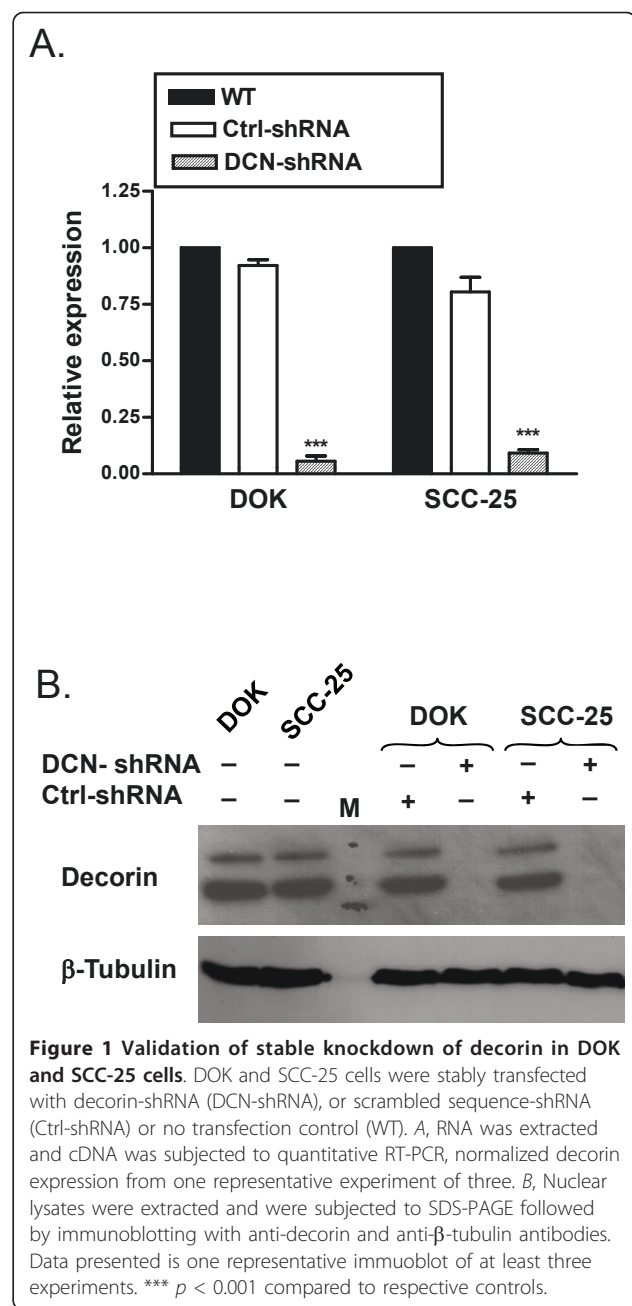 A.
WT
Ctrl-shRNA
DCN-shRNA
Relative expression
1.25
1.00
0.75
0.50
0.25
0.00
***
***
DOK
SCC-25
B.
DOK
SCC-25
DOK
SCC-25
DCN- shRNA – – – + – +
Ctrl-shRNA – – M + – + –
Decorin
β-Tubulin
Figure 1 Validation of stable knockdown of decorin in DOK
and SCC-25 cells. DOK and SCC-25 cells were stably transfected
with decorin-shRNA (DCN-shRNA), or scrambled sequence-shRNA
(Ctrl-shRNA) or no transfection control (WT). A, RNA was extracted
and cDNA was subjected to quantitative RT-PCR, normalized decorin
expression from one representative experiment of three. B, Nuclear
lysates were extracted and were subjected to SDS-PAGE followed
by immunoblotting with anti-decorin and anti-β-tubulin antibodies.
Data presented is one representative immuoblot of at least three
experiments. *** p < 0.001 compared to respective controls.